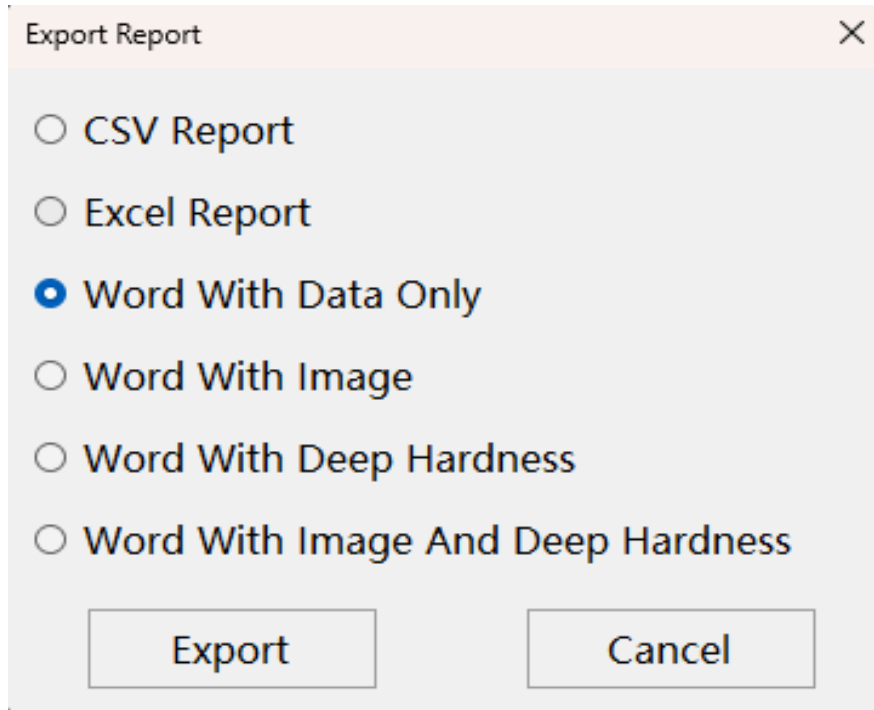 Export Report
CSV Report
Excel Report
Word With Data Only
Word With Image
Word With Deep Hardness
Word With Image And Deep Hardness
Export Cancel